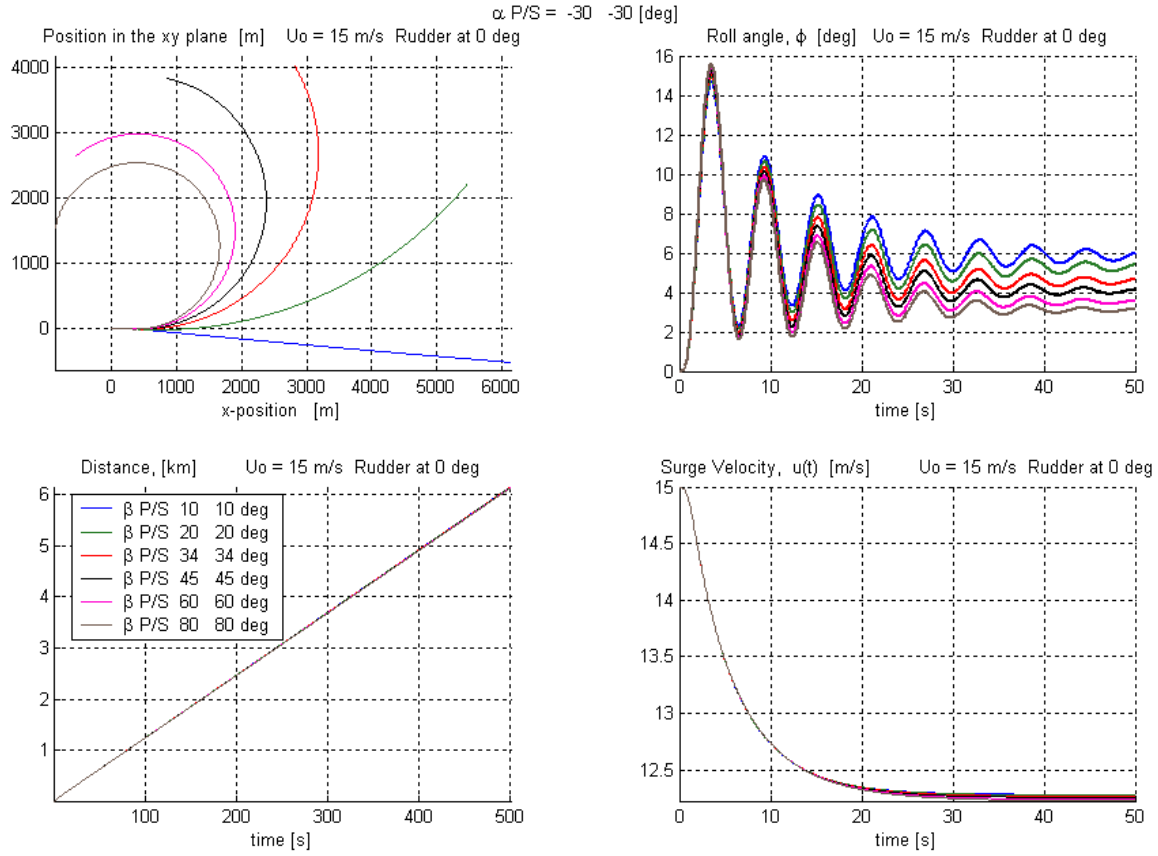 α P/S = -30 -30 [deg]
Position in the xy plane [m] Uo = 15 m/s Rudder at 0 deg
4000
3000
2000
1000
0
0 1000 2000 3000 4000 5000 6000
x-position [m]
Roll angle, ϕ [deg] Uo = 15 m/s Rudder at 0 deg
16
14
12
10
8
6
4
2
0
0 10 20 30 40 50
time [s]
Distance, [km] Uo = 15 m/s Rudder at 0 deg
6
5
4
3
2
1
β P/S 10 10 deg
β P/S 20 20 deg
β P/S 34 34 deg
β P/S 45 45 deg
β P/S 60 60 deg
β P/S 80 80 deg
100 200 300 400 500
time [s]
Surge Velocity, u(t) [m/s] Uo = 15 m/s Rudder at 0 deg
15
14.5
14
13.5
13
12.5
0 10 20 30 40 50
time [s]